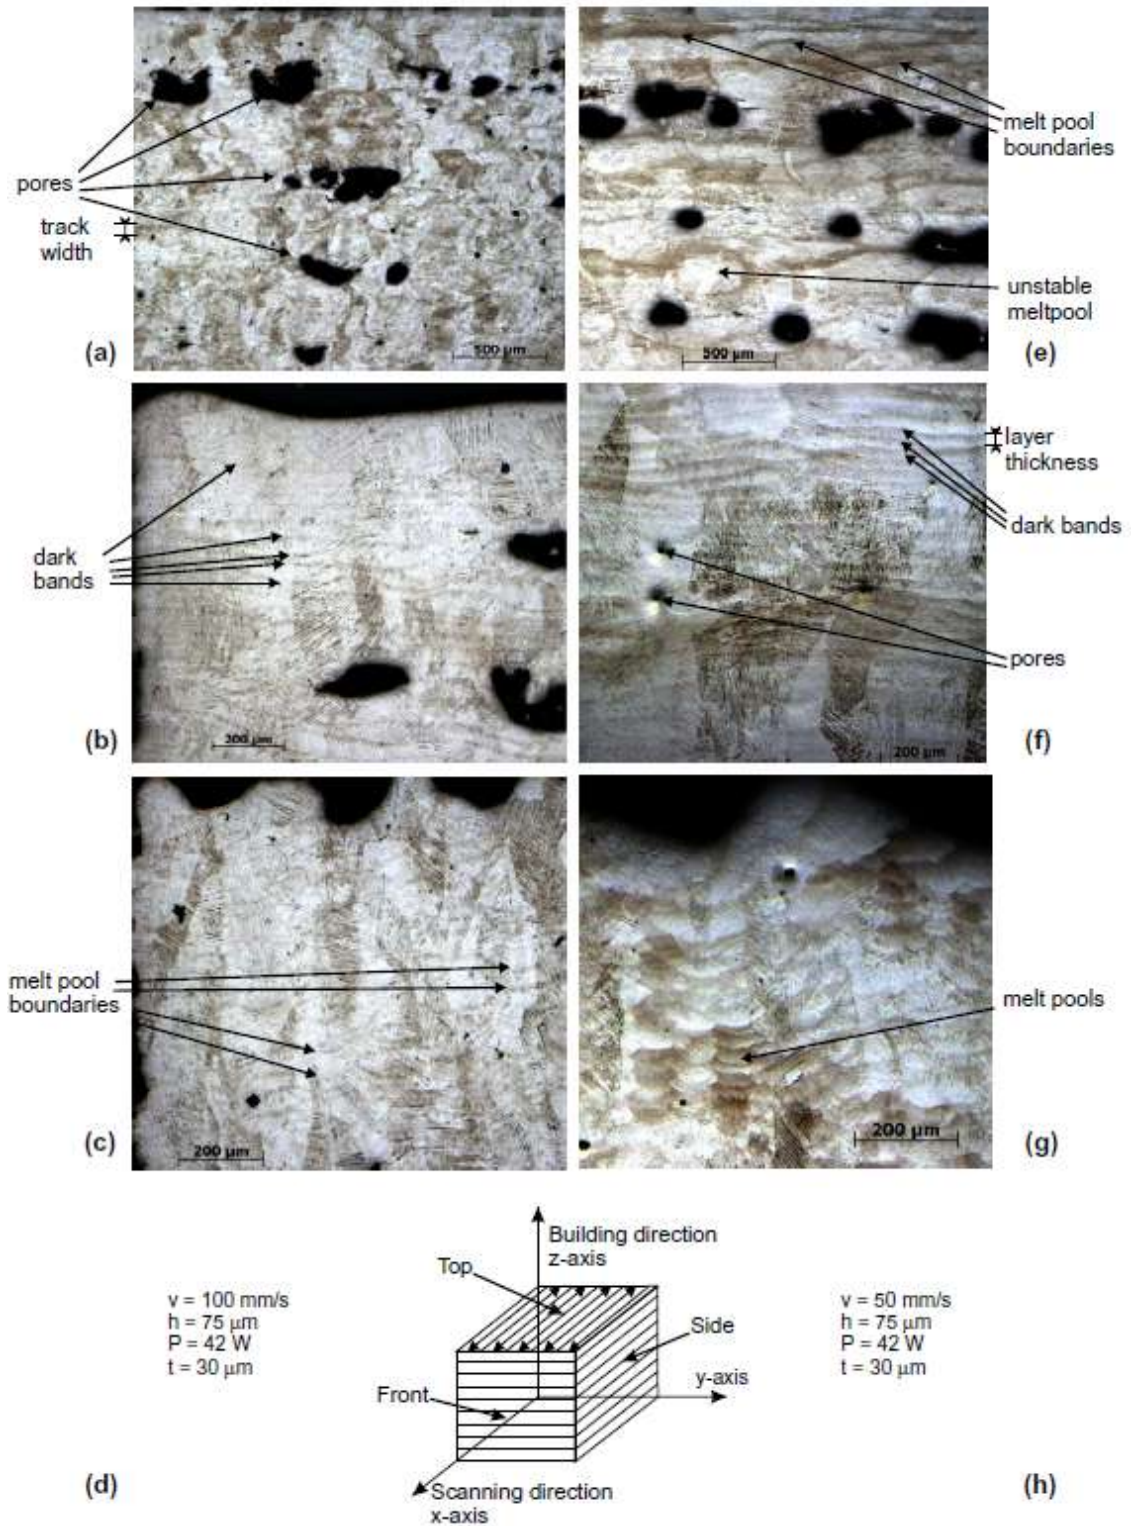 pores
track
width
(a)
500 µm
melt pool
boundaries
unstable
meltpool
500 µm
(e)
dark
bands
(b)
300 µm
layer
thickness
dark bands
pores
200 µm
(f)
melt pool
boundaries
(c)
200 µm
melt pools
200 µm
(g)
v = 100 mm/s
h = 75 µm
P = 42 W
t = 30 µm
(d)
Building direction
z-axis
Top
Side
y-axis
Front
Scanning direction
x-axis
v = 50 mm/s
h = 75 µm
P = 42 W
t = 30 µm
(h)